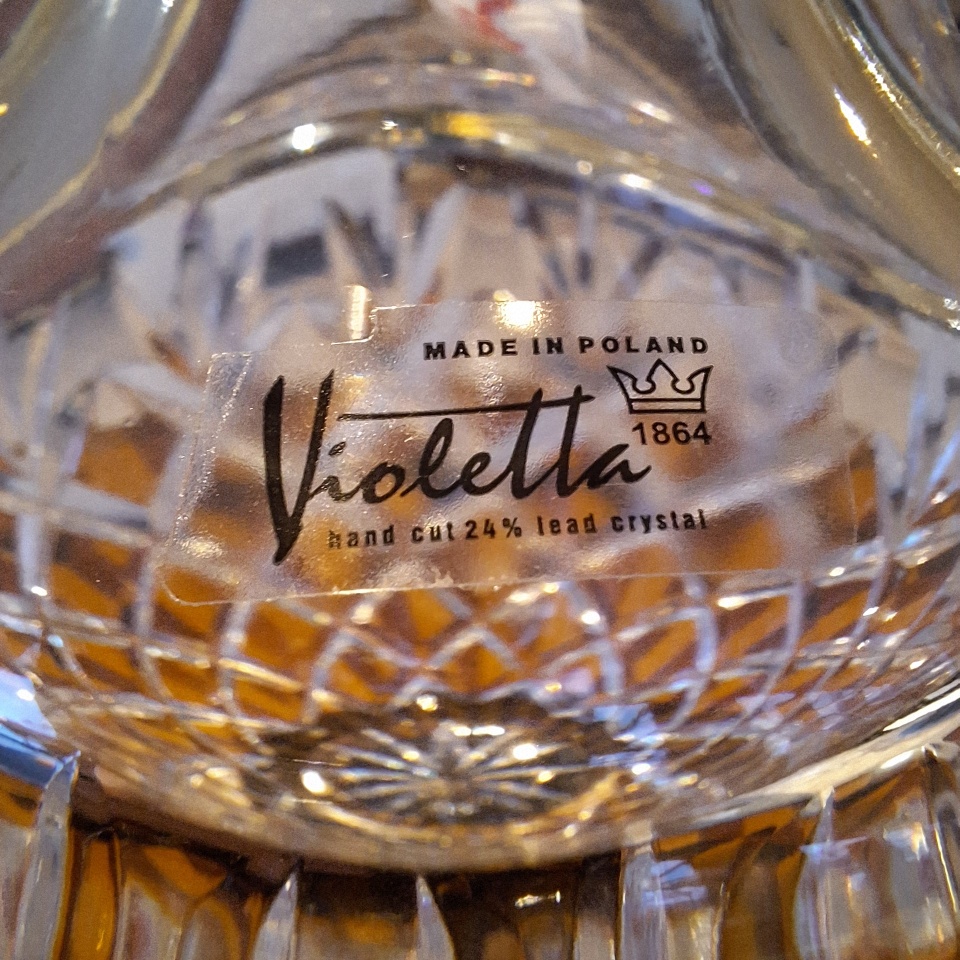 MADE IN POLAND
Violetta
1864
hand cut 24% lead crystal